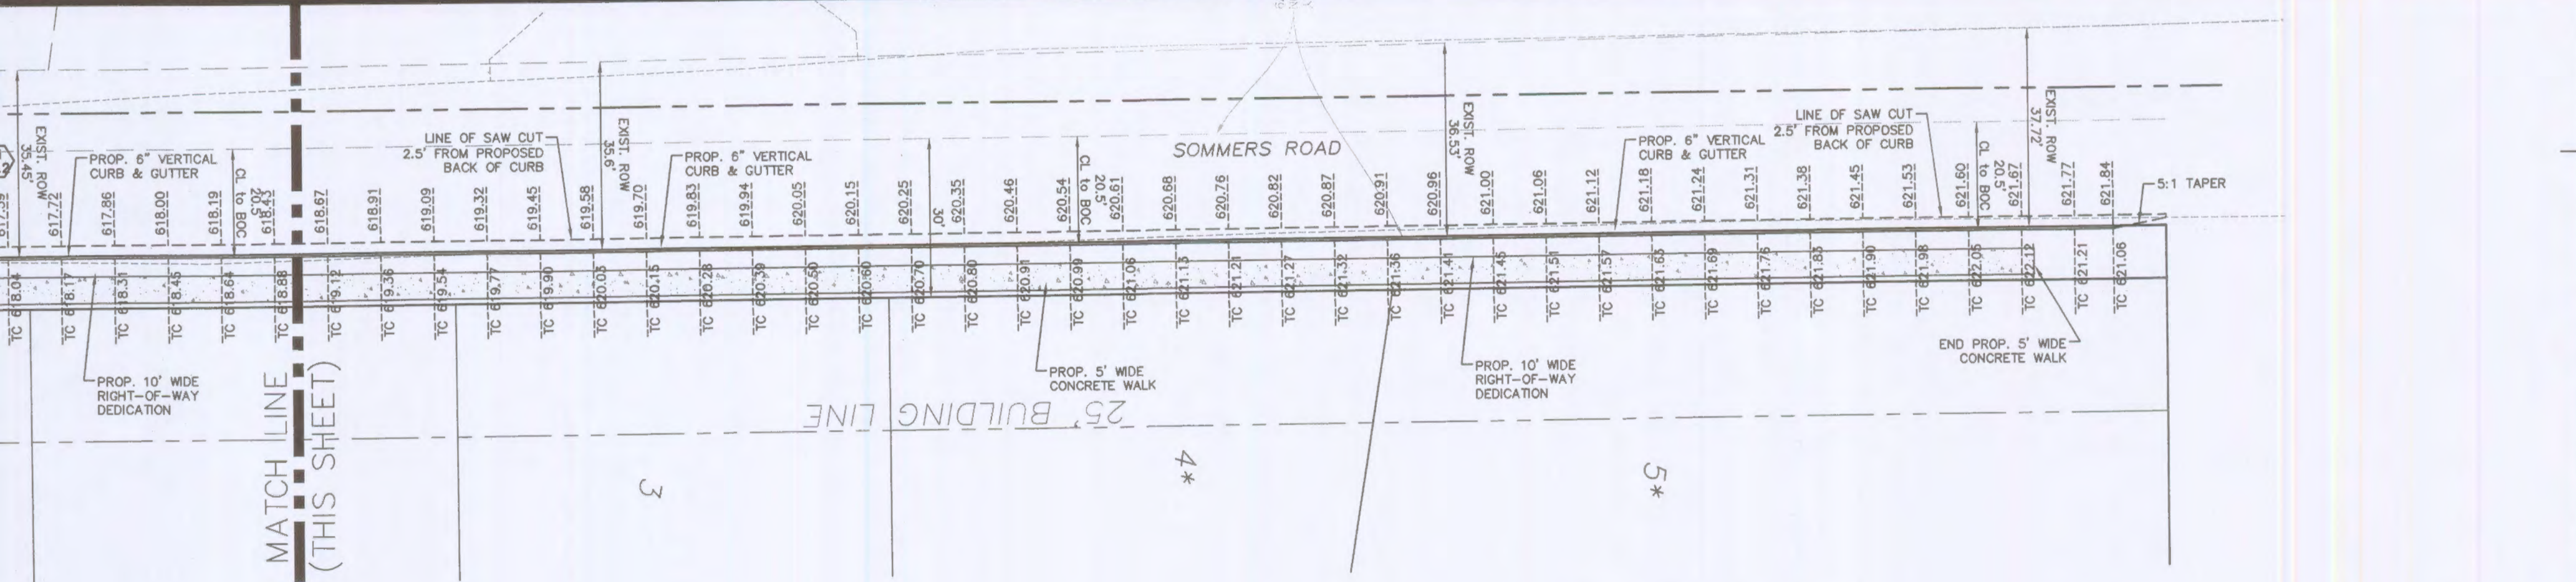 EXIST. ROW
35.45'
PROP. 6" VERTICAL
CURB & GUTTER
CL to BOC
20.5'
LINE OF SAW CUT
2.5' FROM PROPOSED
BACK OF CURB
EXIST. ROW
35.6'
PROP. 6" VERTICAL
CURB & GUTTER
30'
CL to BOC
20.5'
SOMMERS ROAD
EXIST. ROW
36.53'
PROP. 6" VERTICAL
CURB & GUTTER
LINE OF SAW CUT
2.5' FROM PROPOSED
BACK OF CURB
CL to BOC
20.5'
EXIST. ROW
37.72'
5:1 TAPER
617.72
617.86
618.00
618.19
618.43
618.67
618.91
619.09
619.32
619.45
619.58
619.70
619.83
619.94
620.05
620.15
620.25
620.35
620.46
620.54
620.61
620.68
620.76
620.82
620.87
620.91
620.96
621.00
621.06
621.12
621.18
621.24
621.31
621.38
621.45
621.53
621.60
621.67
621.77
621.84
TC 618.04
TC 618.17
TC 618.31
TC 618.45
TC 618.64
TC 618.88
TC 619.12
TC 619.36
TC 619.54
TC 619.77
TC 619.90
TC 620.03
TC 620.15
TC 620.28
TC 620.39
TC 620.50
TC 620.60
TC 620.70
TC 620.80
TC 620.91
TC 620.99
TC 621.06
TC 621.13
TC 621.21
TC 621.27
TC 621.32
TC 621.36
TC 621.41
TC 621.45
TC 621.51
TC 621.57
TC 621.63
TC 621.69
TC 621.76
TC 621.83
TC 621.90
TC 621.98
TC 622.05
TC 622.12
TC 621.21
TC 621.06
PROP. 10' WIDE
RIGHT-OF-WAY
DEDICATION
MATCH LINE
(THIS SHEET)
PROP. 5' WIDE
CONCRETE WALK
PROP. 10' WIDE
RIGHT-OF-WAY
DEDICATION
END PROP. 5' WIDE
CONCRETE WALK
25' BUILDING LINE
3
4*
5*